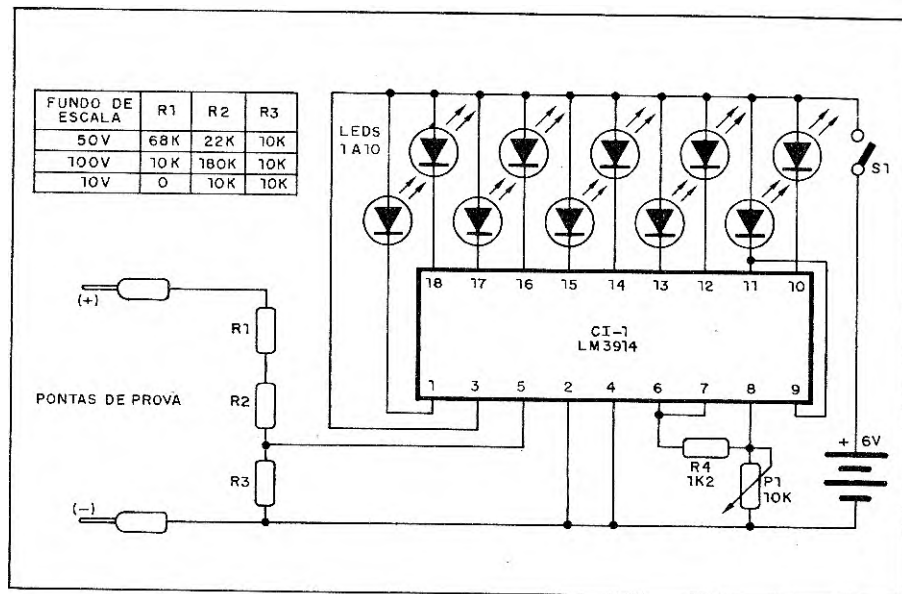 FUNDO DE ESCALA R1 R2 R3
50V 68K 22K 10K
100V 10K 180K 10K
10V 0 10K 10K
LEDS
1 A 10
S1
18 17 16 15 14 13 12 11 10
CI-1
LM3914
1 3 5 2 4 6 7 8 9
(+)
R1
PONTAS DE PROVA
R2
R3
(-)
R4
1K2
P1
10K
+ 6V